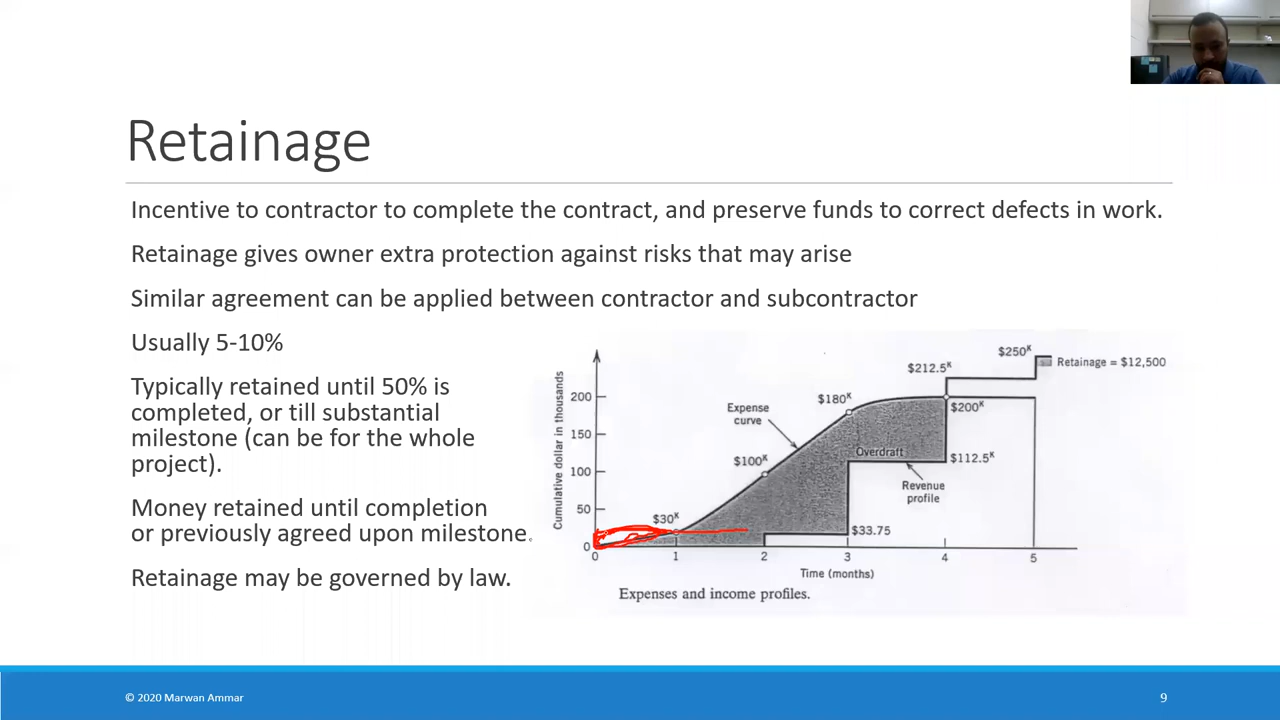 Retainage
Incentive to contractor to complete the contract, and preserve funds to correct defects in work.
Retainage gives owner extra protection against risks that may arise
Similar agreement can be applied between contractor and subcontractor
Usually 5-10%
Typically retained until 50% is
completed, or till substantial
milestone (can be for the whole
project).
Money retained until completion
or previously agreed upon milestone.
Retainage may be governed by law.
Cumulative dollar in thousands
200
150
100
50
0
0 1 2 3 4 5
Time (months)
$30ᴷ
$100ᴷ
Expense
curve
$180ᴷ
$212.5ᴷ
$250ᴷ
Retainage = $12,500
$200ᴷ
Overdraft
$112.5ᴷ
Revenue
profile
$33.75
Expenses and income profiles.
© 2020 Marwan Ammar
9